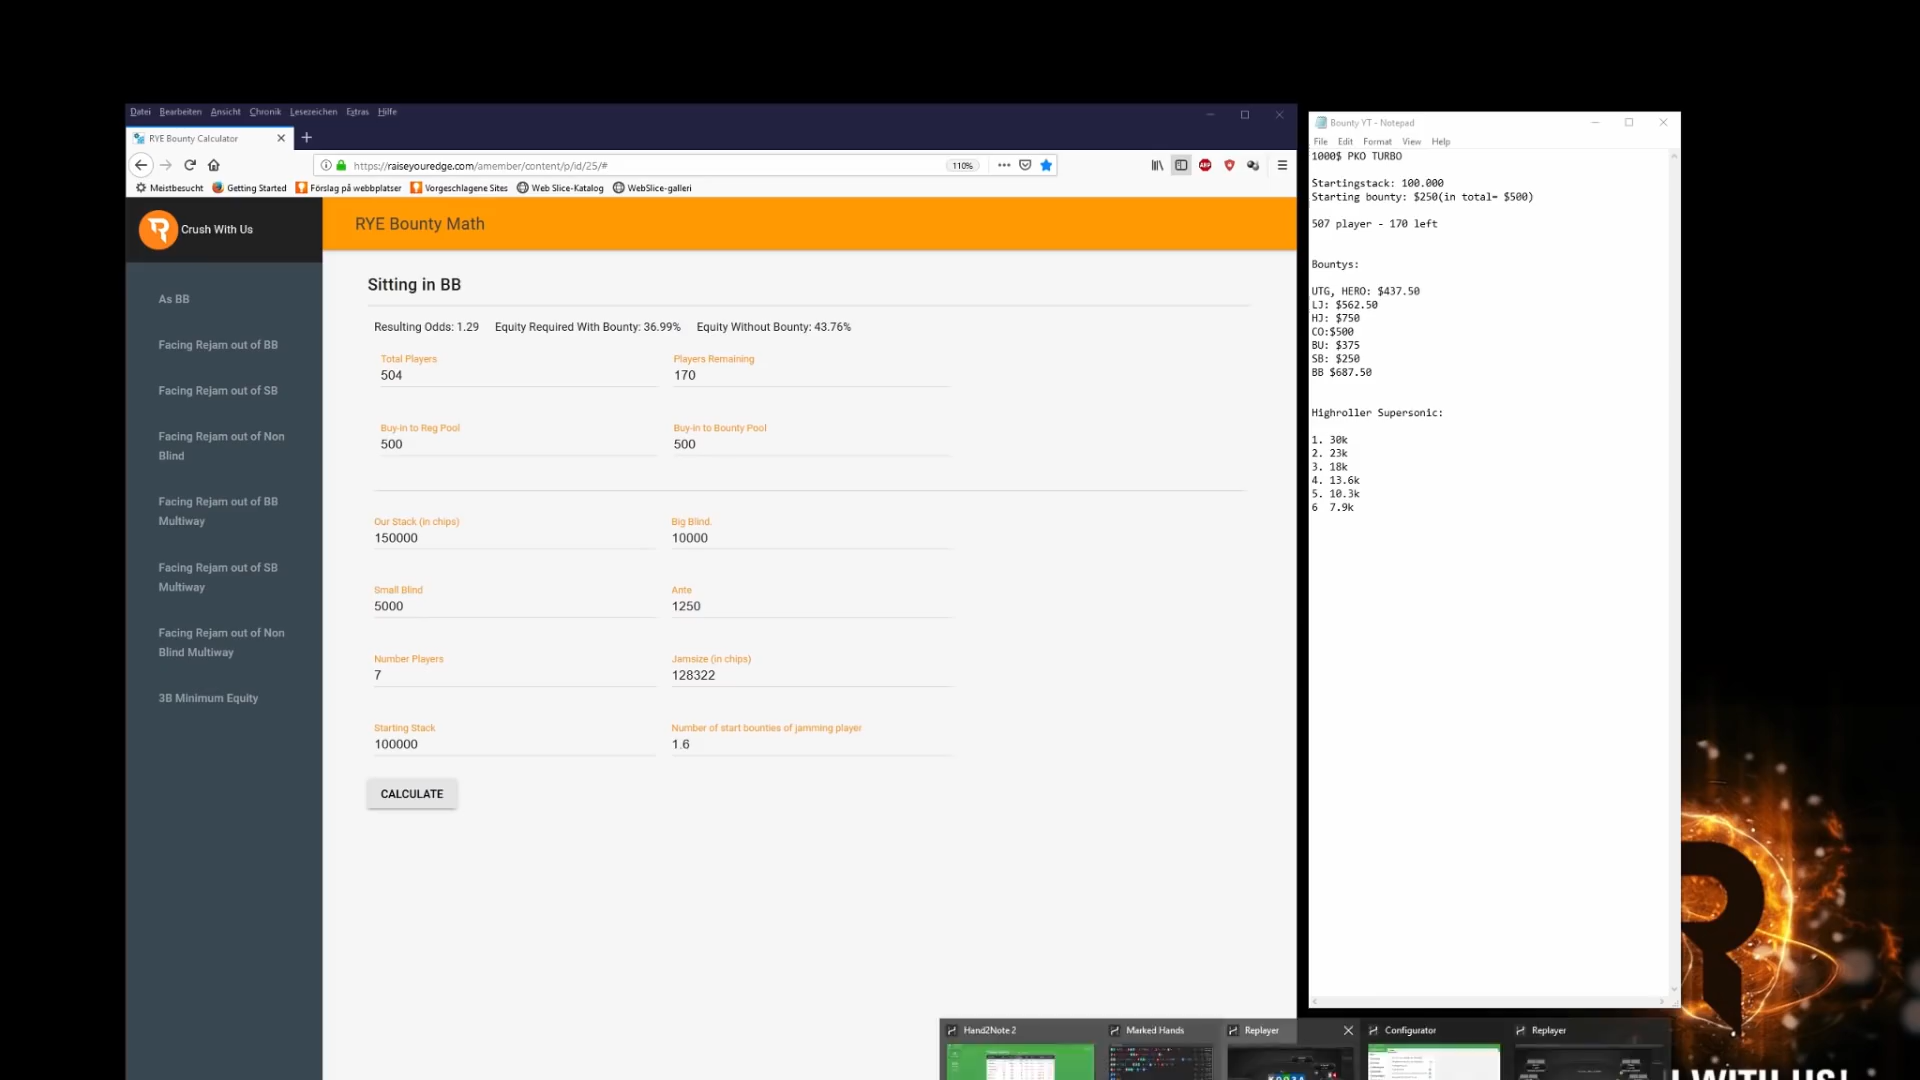 Datei Bearbeiten Ansicht Chronik Lesezeichen Extras Hilfe
RYE Bounty Calculator
https://raiseyouredge.com/amember/content/p/id/25/#
110%
Meistbesucht Getting Started Förslag på webbplatser Vorgeschlagene Sites Web Slice-Katalog WebSlice-galleri
Crush With Us
RYE Bounty Math
As BB
Facing Rejam out of BB
Facing Rejam out of SB
Facing Rejam out of Non
Blind
Facing Rejam out of BB
Multiway
Facing Rejam out of SB
Multiway
Facing Rejam out of Non
Blind Multiway
3B Minimum Equity
Sitting in BB
Resulting Odds: 1.29 Equity Required With Bounty: 36.99% Equity Without Bounty: 43.76%
Total Players Players Remaining
504 170
Buy-in to Reg Pool Buy-in to Bounty Pool
500 500
Our Stack (in chips) Big Blind.
150000 10000
Small Blind Ante
5000 1250
Number Players Jamsize (in chips)
7 128322
Starting Stack Number of start bounties of jamming player
100000 1.6
CALCULATE
Bounty YT - Notepad
File Edit Format View Help
1000$ PKO TURBO
Startingstack: 100.000
Starting bounty: $250(in total= $500)
507 player - 170 left
Bountys:
UTG, HERO: $437.50
LJ: $562.50
HJ: $750
CO:$500
BU: $375
SB: $250
BB $687.50
Highroller Supersonic:
1. 30k
2. 23k
3. 18k
4. 13.6k
5. 10.3k
6 7.9k
Hand2Note 2 Marked Hands Replayer Configurator Replayer
WITH US!